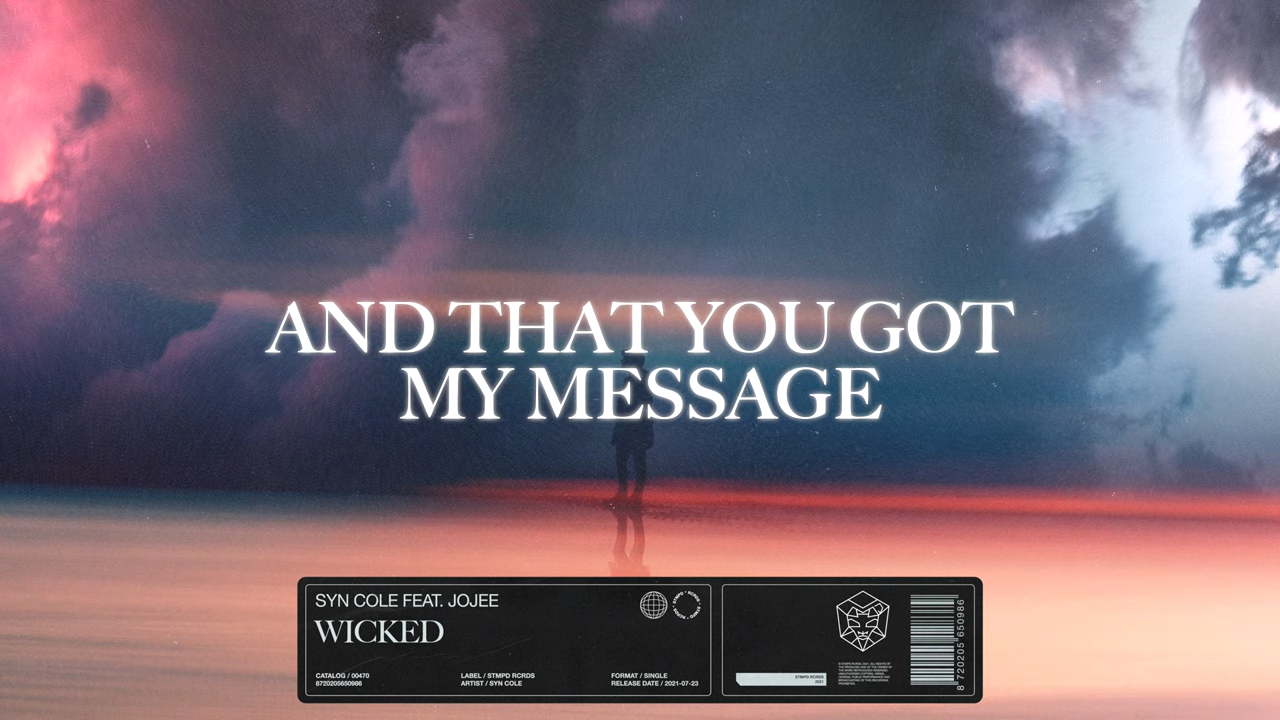 AND THAT YOU GOT
MY MESSAGE
SYN COLE FEAT. JOJEE
WICKED
CATALOG / 00470
8720205650986
LABEL / STMPD RCRDS
ARTIST / SYN COLE
FORMAT / SINGLE
RELEASE DATE / 2021-07-23
STMPD RCRDS
2021
8 720205 650986